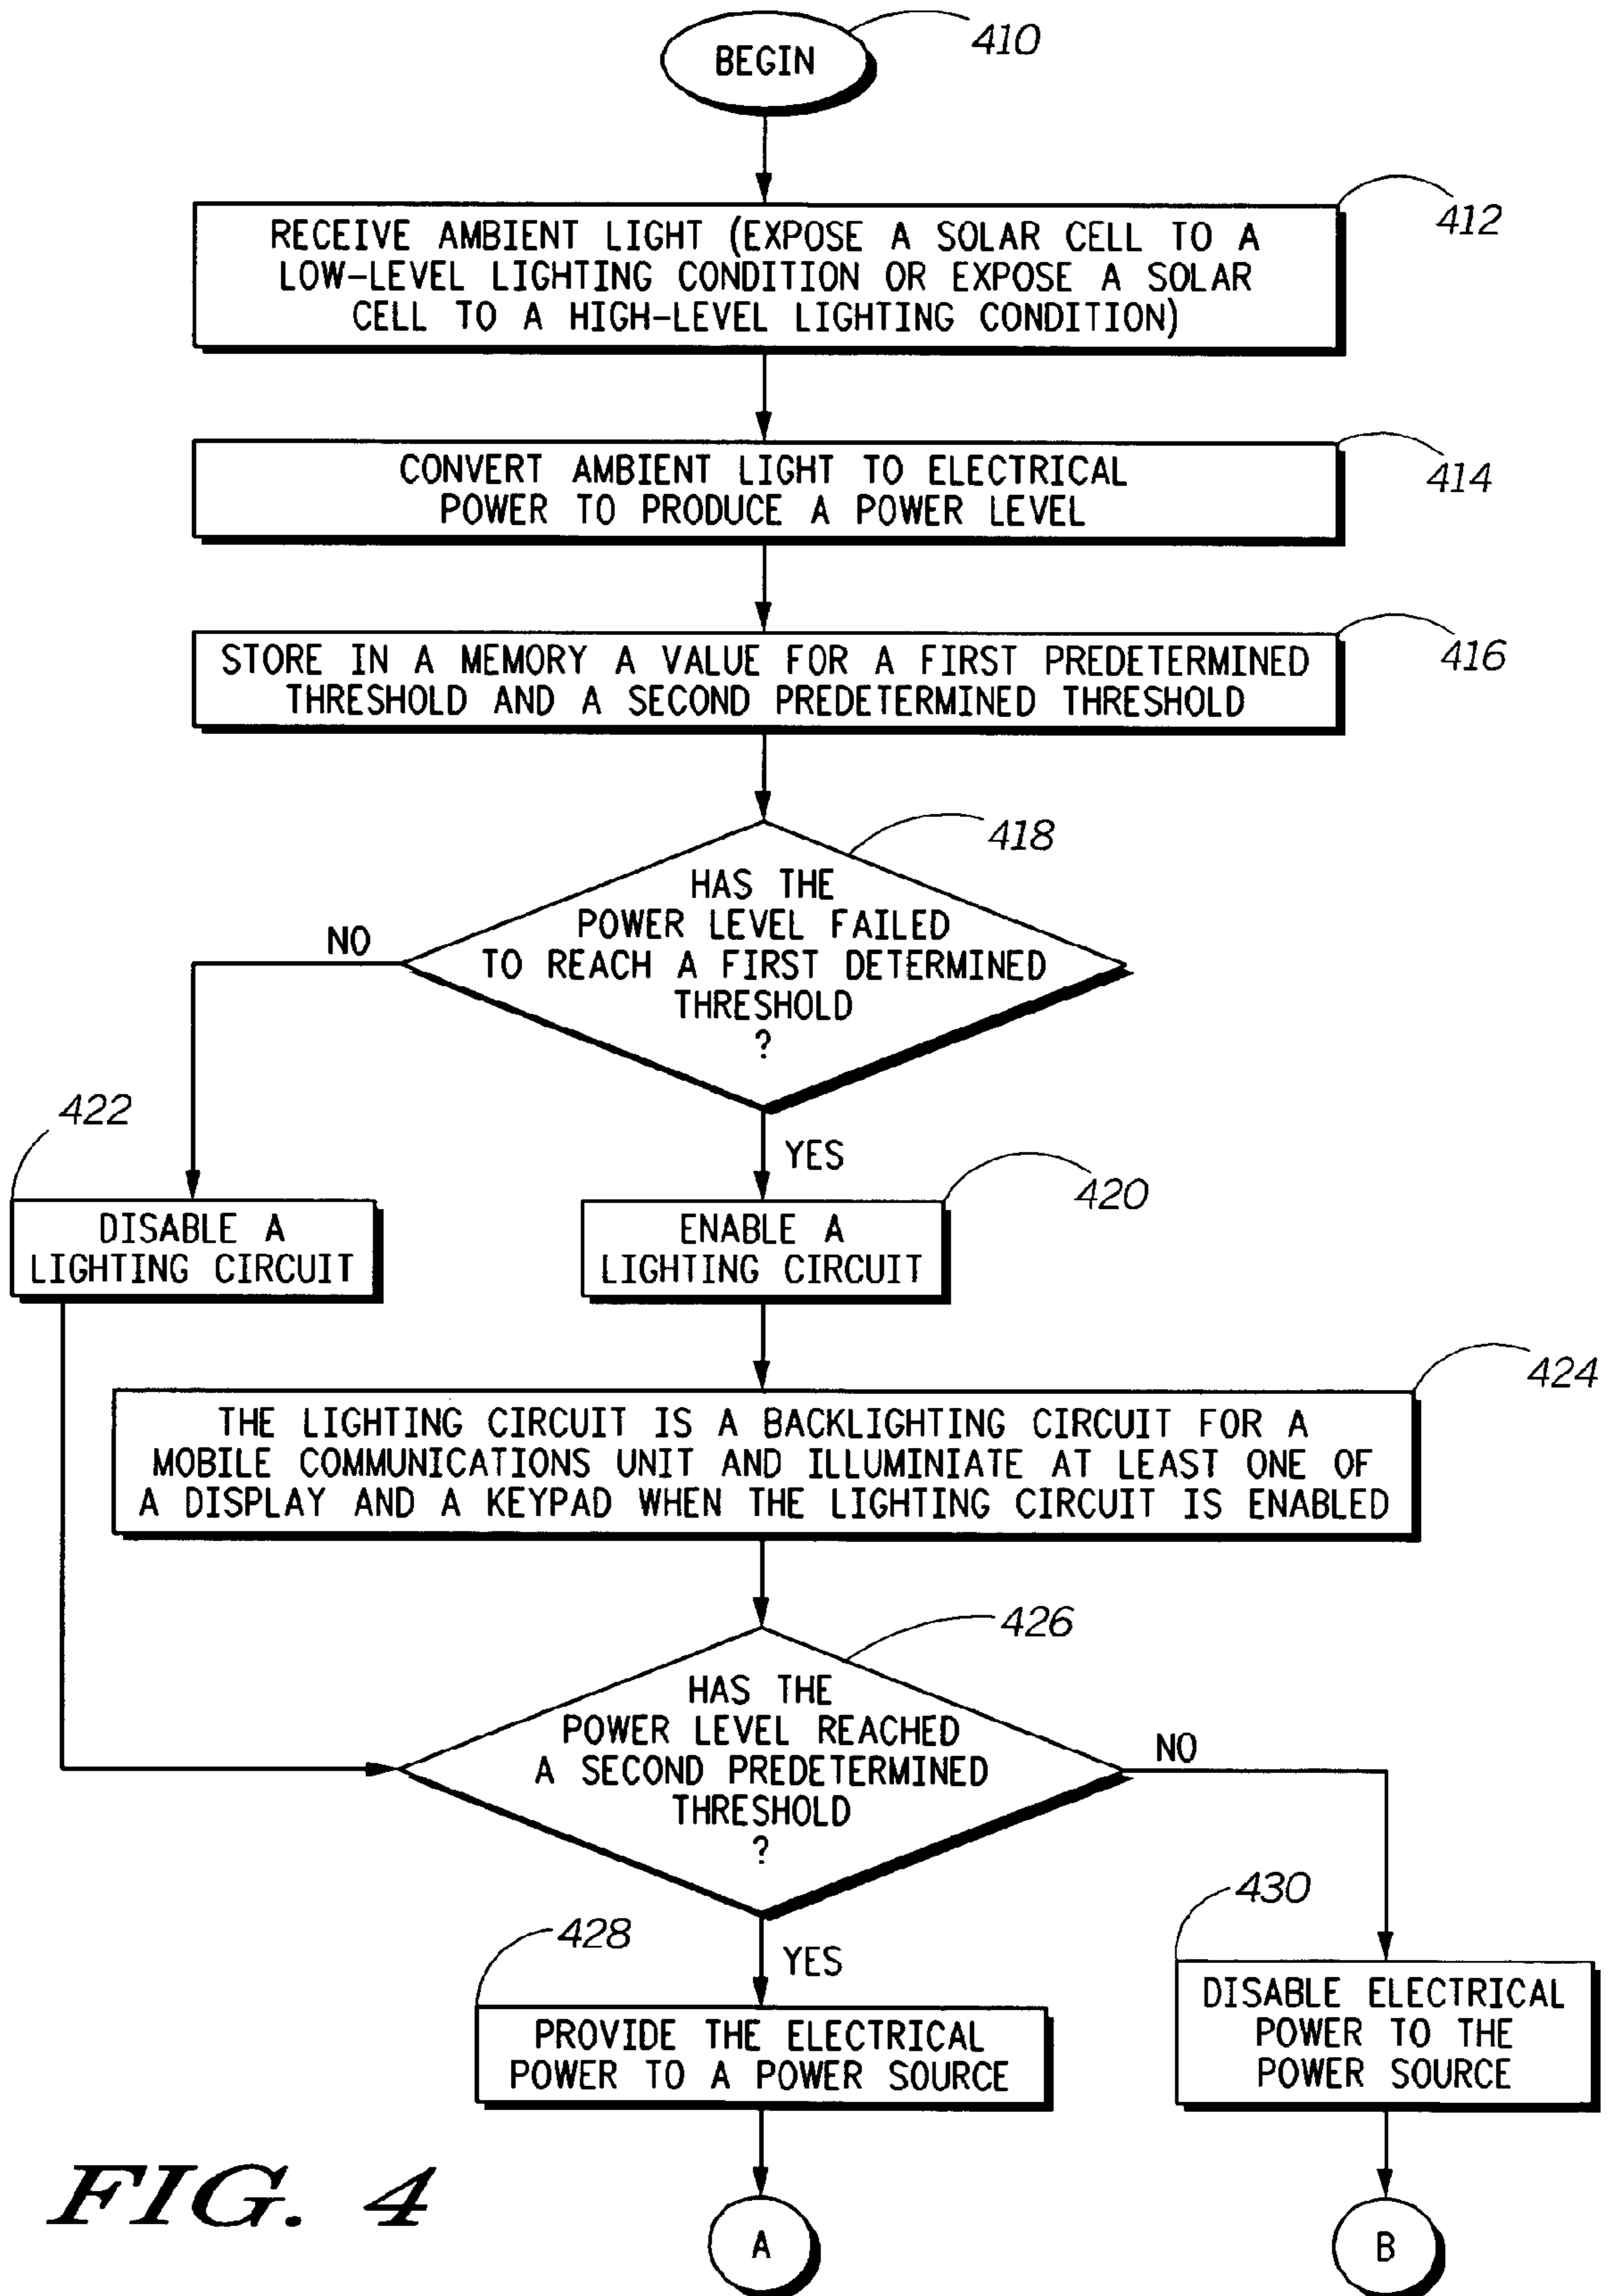 BEGIN
410
RECEIVE AMBIENT LIGHT (EXPOSE A SOLAR CELL TO A
LOW-LEVEL LIGHTING CONDITION OR EXPOSE A SOLAR
CELL TO A HIGH-LEVEL LIGHTING CONDITION)
412
CONVERT AMBIENT LIGHT TO ELECTRICAL
POWER TO PRODUCE A POWER LEVEL
414
STORE IN A MEMORY A VALUE FOR A FIRST PREDETERMINED
THRESHOLD AND A SECOND PREDETERMINED THRESHOLD
416
418
HAS THE
POWER LEVEL FAILED
TO REACH A FIRST DETERMINED
THRESHOLD
?
NO
YES
422
DISABLE A
LIGHTING CIRCUIT
420
ENABLE A
LIGHTING CIRCUIT
424
THE LIGHTING CIRCUIT IS A BACKLIGHTING CIRCUIT FOR A
MOBILE COMMUNICATIONS UNIT AND ILLUMINIATE AT LEAST ONE OF
A DISPLAY AND A KEYPAD WHEN THE LIGHTING CIRCUIT IS ENABLED
426
HAS THE
POWER LEVEL REACHED
A SECOND PREDETERMINED
THRESHOLD
?
NO
YES
428
PROVIDE THE ELECTRICAL
POWER TO A POWER SOURCE
430
DISABLE ELECTRICAL
POWER TO THE
POWER SOURCE
A
B
FIG. 4